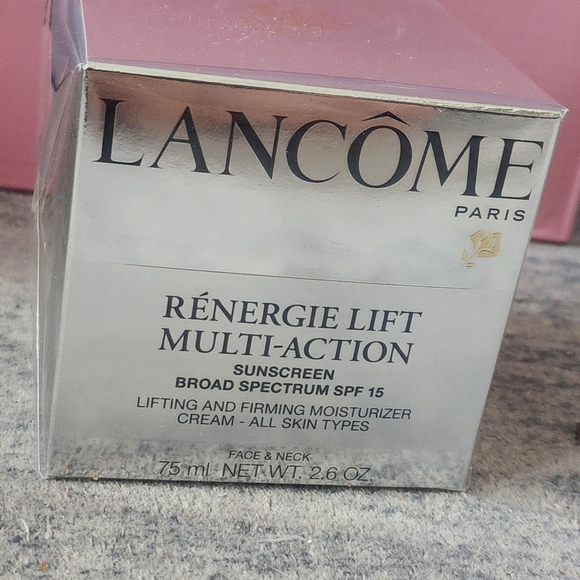 LANCÔME
PARIS
RÉNERGIE LIFT
MULTI-ACTION
SUNSCREEN
BROAD SPECTRUM SPF 15
LIFTING AND FIRMING MOISTURIZER
CREAM - ALL SKIN TYPES
FACE & NECK
75 ml NET WT. 2.6 OZ.